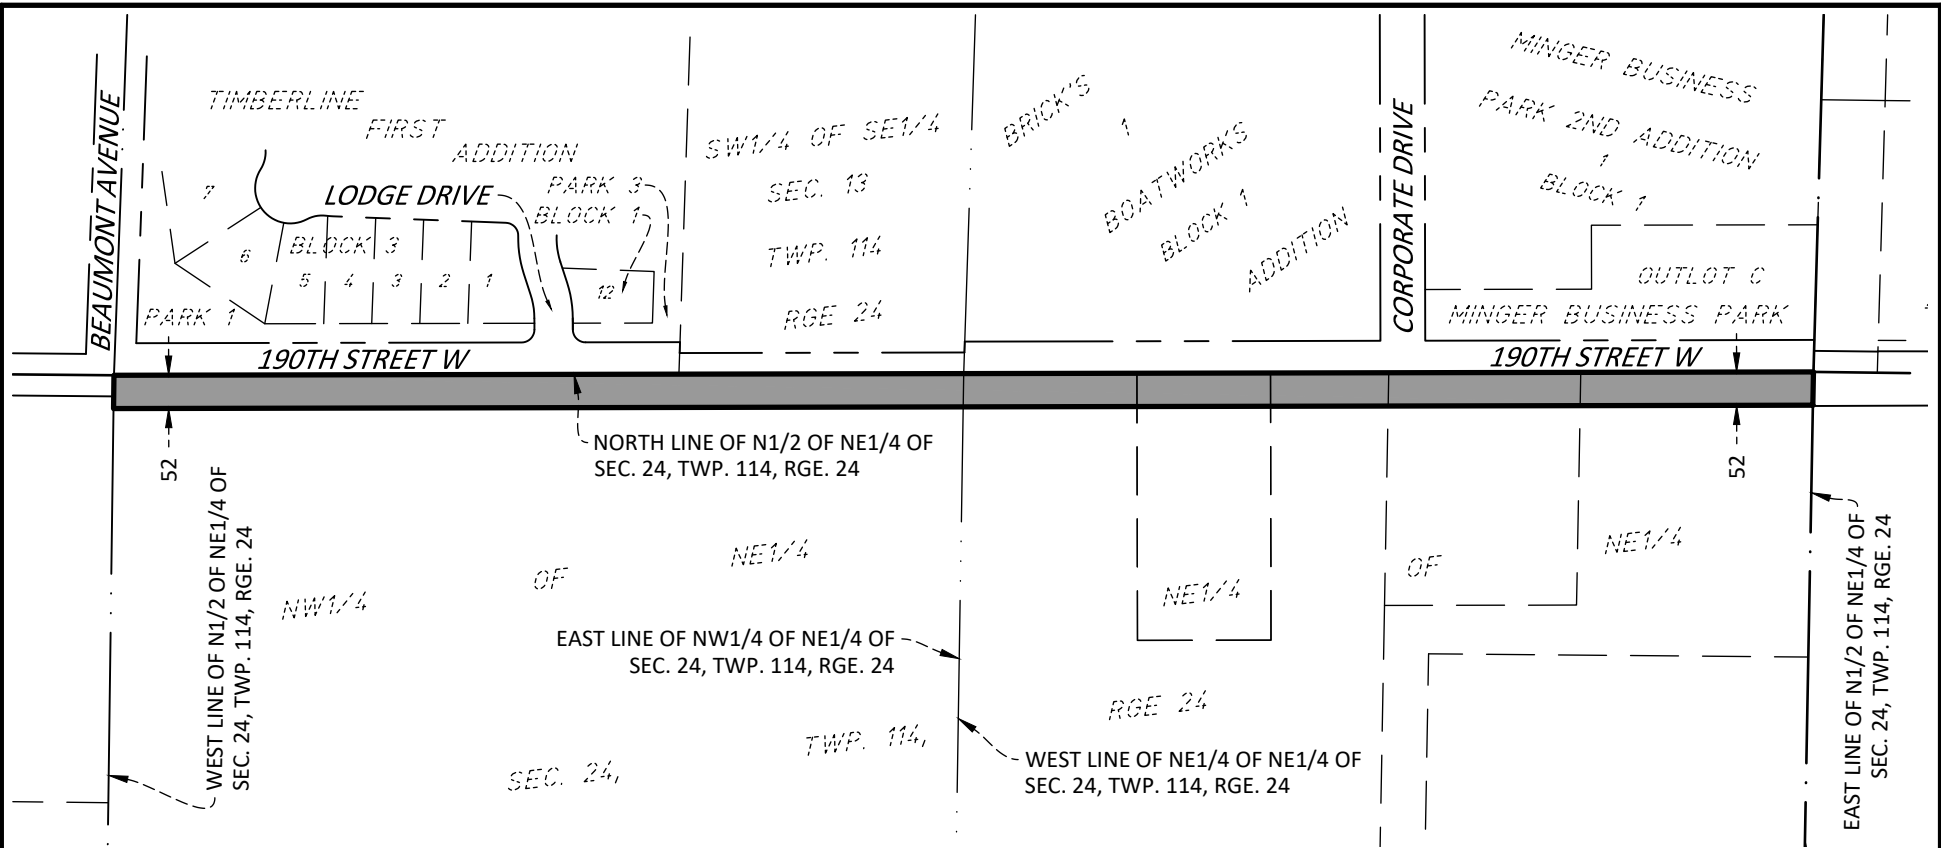 BEAUMONT AVENUE
TIMBERLINE
FIRST
ADDITION
LODGE DRIVE
PARK 3
BLOCK 1
7
6
BLOCK 3
5 4 3 2 1
12
PARK 1
190TH STREET W
SW1/4 OF SE1/4
SEC. 13
TWP. 114
RGE 24
BRICK'S
1
BOATWORKS
BLOCK 1
ADDITION
CORPORATE DRIVE
MINGER BUSINESS
PARK 2ND ADDITION
1
BLOCK 1
OUTLOT C
MINGER BUSINESS PARK
190TH STREET W
52
NORTH LINE OF N1/2 OF NE1/4 OF
SEC. 24, TWP. 114, RGE. 24
52
WEST LINE OF N1/2 OF NE1/4 OF
SEC. 24, TWP. 114, RGE. 24
NW1/4
OF
NE1/4
NE1/4
OF
NE1/4
EAST LINE OF NW1/4 OF NE1/4 OF
SEC. 24, TWP. 114, RGE. 24
SEC. 24,
TWP. 114,
RGE 24
WEST LINE OF NE1/4 OF NE1/4 OF
SEC. 24, TWP. 114, RGE. 24
EAST LINE OF N1/2 OF NE1/4 OF
SEC. 24, TWP. 114, RGE. 24